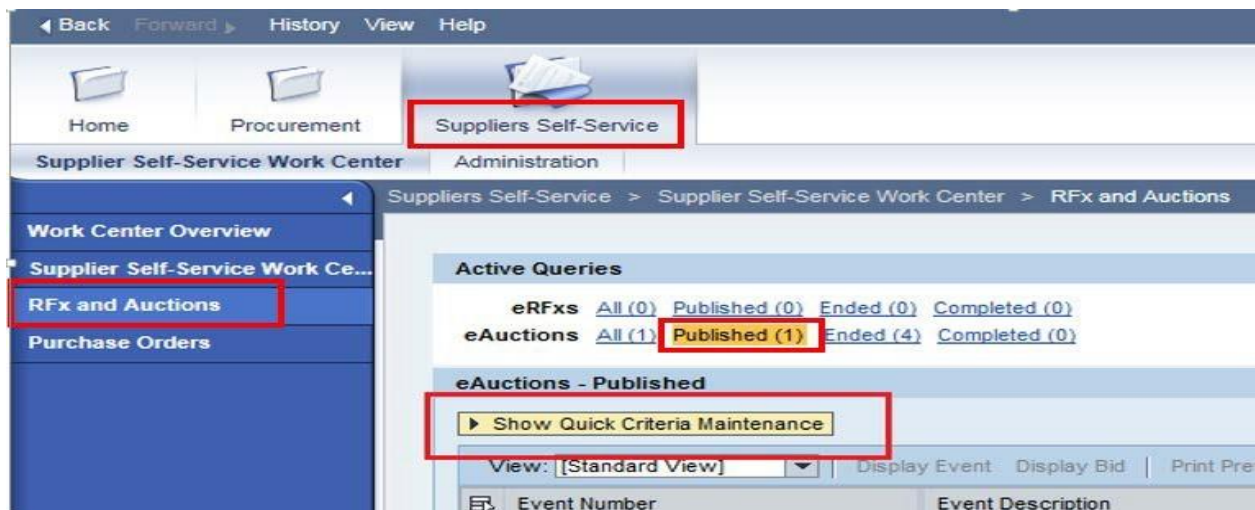 Back Forward History View Help
Home Procurement Suppliers Self-Service
Supplier Self-Service Work Center Administration
Suppliers Self-Service > Supplier Self-Service Work Center > RFx and Auctions
Work Center Overview
Supplier Self-Service Work Ce...
RFx and Auctions
Purchase Orders
Active Queries
eRFxs All (0) Published (0) Ended (0) Completed (0)
eAuctions All (1) Published (1) Ended (4) Completed (0)
eAuctions - Published
Show Quick Criteria Maintenance
View: [Standard View] Display Event Display Bid | Print Pre
Event Number Event Description